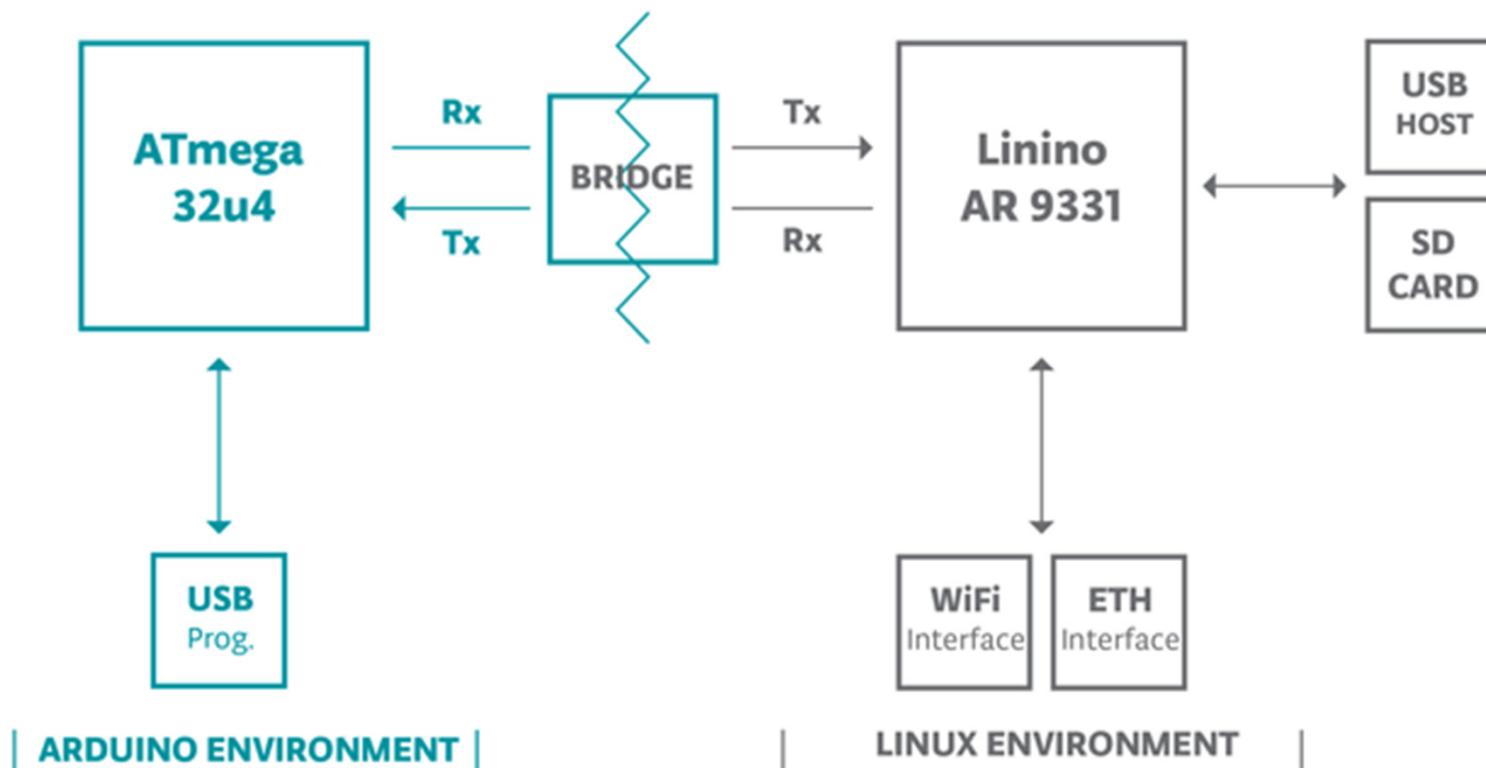 ATmega
32u4
Rx
Tx
BRIDGE
Tx
Rx
Linino
AR 9331
USB
HOST
SD
CARD
USB
Prog.
WiFi
Interface
ETH
Interface
ARDUINO ENVIRONMENT
LINUX ENVIRONMENT